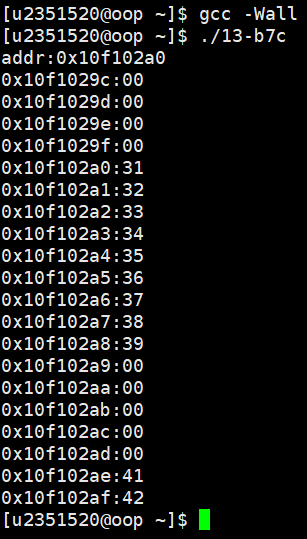 [u2351520@oop ~]$ gcc -Wall
[u2351520@oop ~]$ ./13-b7c
addr:0x10f102a0
0x10f1029c:00
0x10f1029d:00
0x10f1029e:00
0x10f1029f:00
0x10f102a0:31
0x10f102a1:32
0x10f102a2:33
0x10f102a3:34
0x10f102a4:35
0x10f102a5:36
0x10f102a6:37
0x10f102a7:38
0x10f102a8:39
0x10f102a9:00
0x10f102aa:00
0x10f102ab:00
0x10f102ac:00
0x10f102ad:00
0x10f102ae:41
0x10f102af:42
[u2351520@oop ~]$